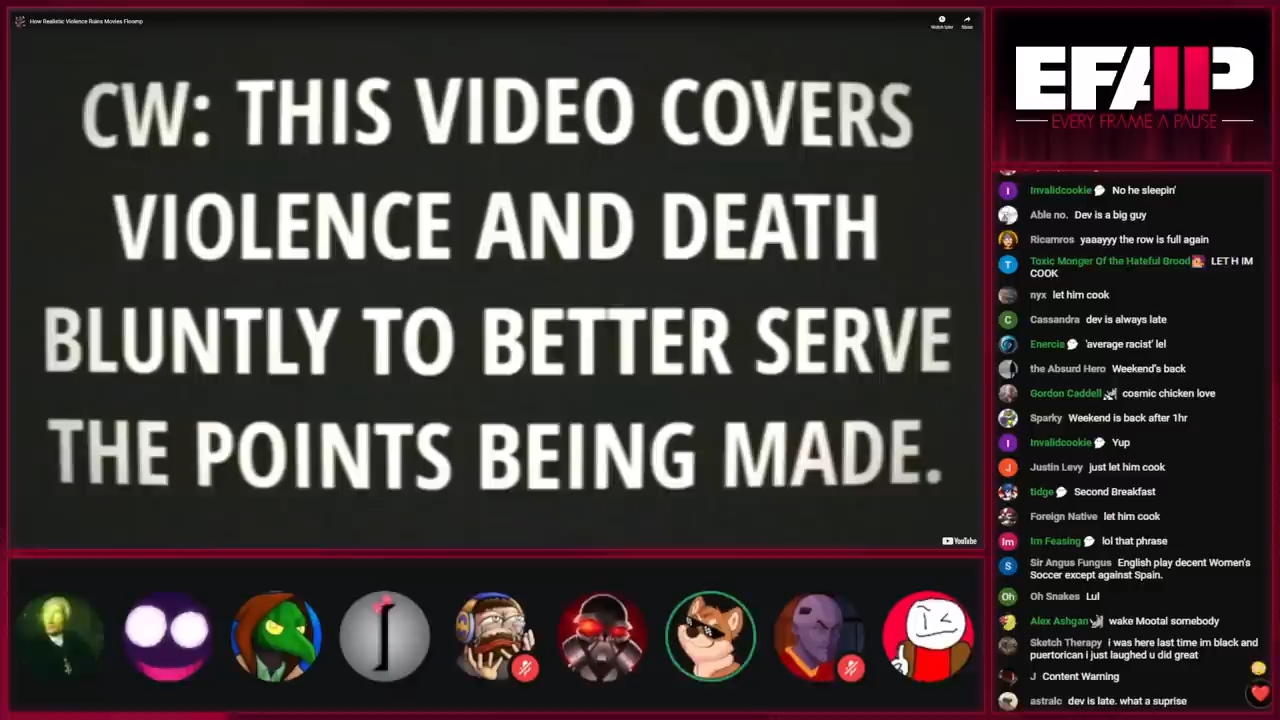 How Realistic Violence Ruins Movies Floomp
Watch later
Share
CW: THIS VIDEO COVERS
VIOLENCE AND DEATH
BLUNTLY TO BETTER SERVE
THE POINTS BEING MADE.
YouTube
EFAP
EVERY FRAME A PAUSE
Invalidcookie No he sleepin'
Able no. Dev is a big guy
Ricamros yaaayyy the row is full again
Toxic Monger Of the Hateful Brood LET H IM
COOK
nyx let him cook
Cassandra dev is always late
Enercis 'average racist' lel
the Absurd Hero Weekend's back
Gordon Caddell cosmic chicken love
Sparky Weekend is back after 1hr
Invalidcookie Yup
J Justin Levy just let him cook
tidge Second Breakfast
Foreign Native let him cook
Im Im Feasing lol that phrase
S Sir Angus Fungus English play decent Women's
Soccer except against Spain.
Oh Oh Snakes Lul
Alex Ashgan wake Mootal somebody
Sketch Therapy i was here last time im black and
puertorican i just laughed u did great
J Content Warning
astralc dev is late. what a suprise